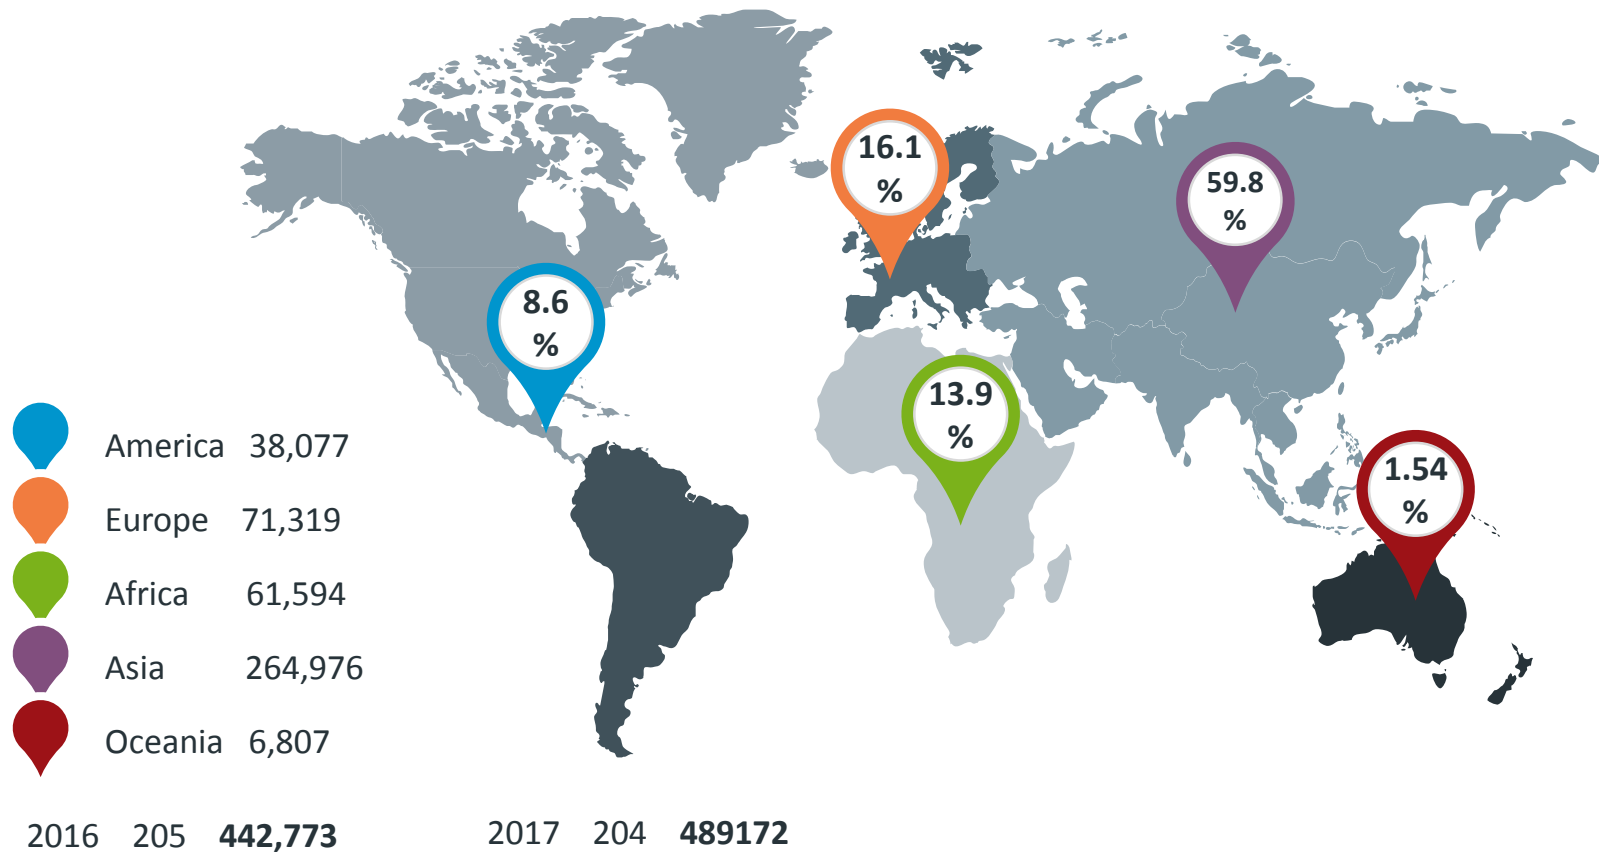 16.1
%
59.8
%
8.6
%
13.9
%
1.54
%
America 38,077
Europe 71,319
Africa 61,594
Asia 264,976
Oceania 6,807
2016 205 442,773
2017 204 489172